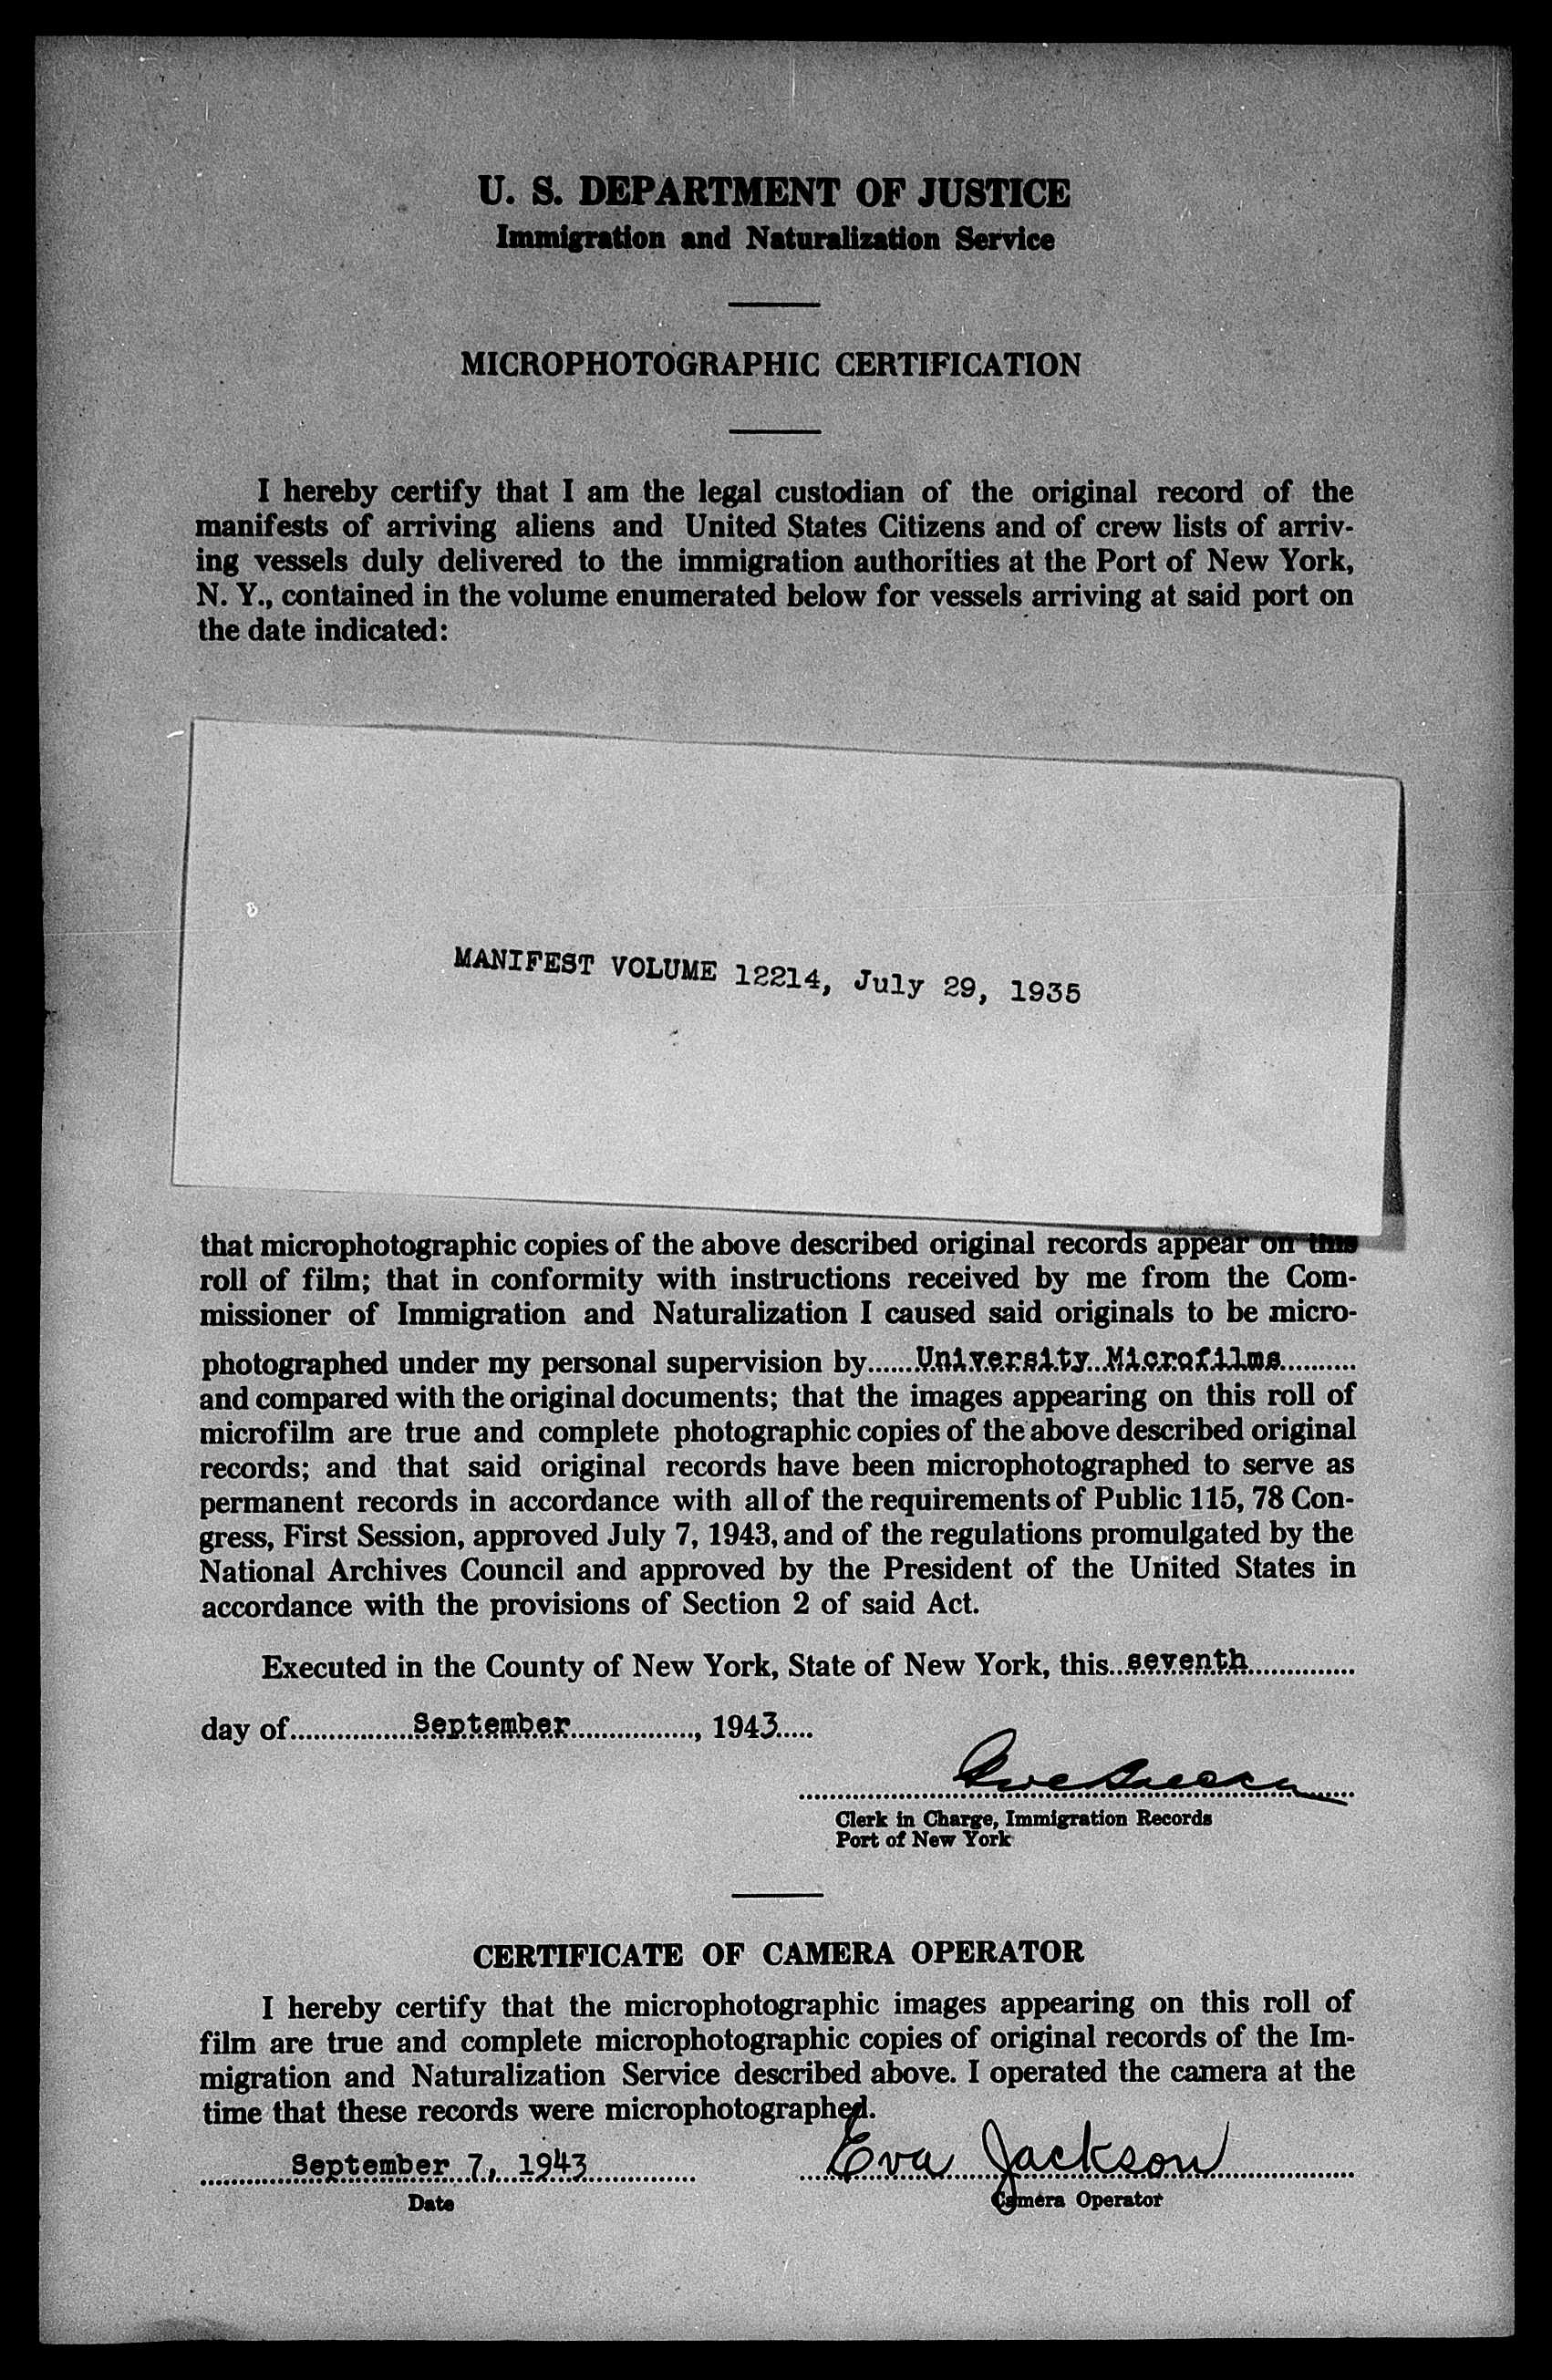 U. S. DEPARTMENT OF JUSTICE
Immigration and Naturalization Service
MICROPHOTOGRAPHIC CERTIFICATION
I hereby certify that I am the legal custodian of the original record of the
manifests of arriving aliens and United States Citizens and of crew lists of arriv-
ing vessels duly delivered to the immigration authorities at the Port of New York,
N. Y., contained in the volume enumerated below for vessels arriving at said port on
the date indicated:
MANIFEST VOLUME 12214, July 29, 1935
that microphotographic copies of the above described original records appear on this
roll of film; that in conformity with instructions received by me from the Com-
missioner of Immigration and Naturalization I caused said originals to be micro-
photographed under my personal supervision by......University Microfilms..........
and compared with the original documents; that the images appearing on this roll of
microfilm are true and complete photographic copies of the above described original
records; and that said original records have been microphotographed to serve as
permanent records in accordance with all of the requirements of Public 115, 78 Con-
gress, First Session, approved July 7, 1943, and of the regulations promulgated by the
National Archives Council and approved by the President of the United States in
accordance with the provisions of Section 2 of said Act.
Executed in the County of New York, State of New York, this..seventh..............
day of................September................, 1943.....
Clerk in Charge, Immigration Records
Port of New York
CERTIFICATE OF CAMERA OPERATOR
I hereby certify that the microphotographic images appearing on this roll of
film are true and complete microphotographic copies of original records of the Im-
migration and Naturalization Service described above. I operated the camera at the
time that these records were microphotographed.
September 7, 1943 Eva Jackson
Date Camera Operator